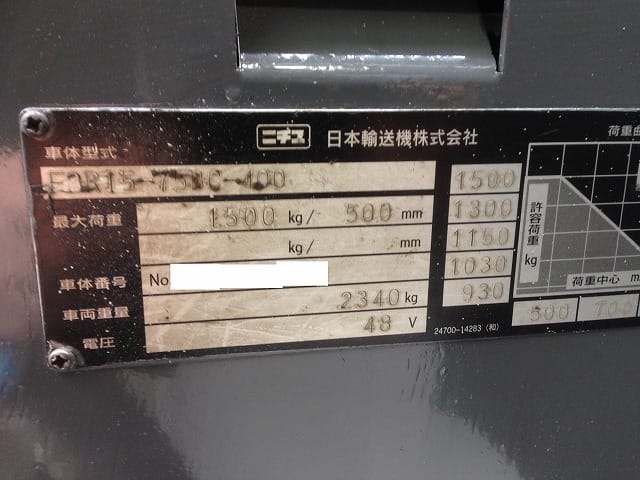 ニチユ 日本輸送機株式会社
荷重曲
車体型式
最大荷重 1500 kg/ 500 mm
kg/ mm
車体番号 No
車両重量 2340 kg
電圧 48 V
1500
1300
1150
1030
930
許容荷重 kg
荷重中心 m
500 700
24700-14283 (和)